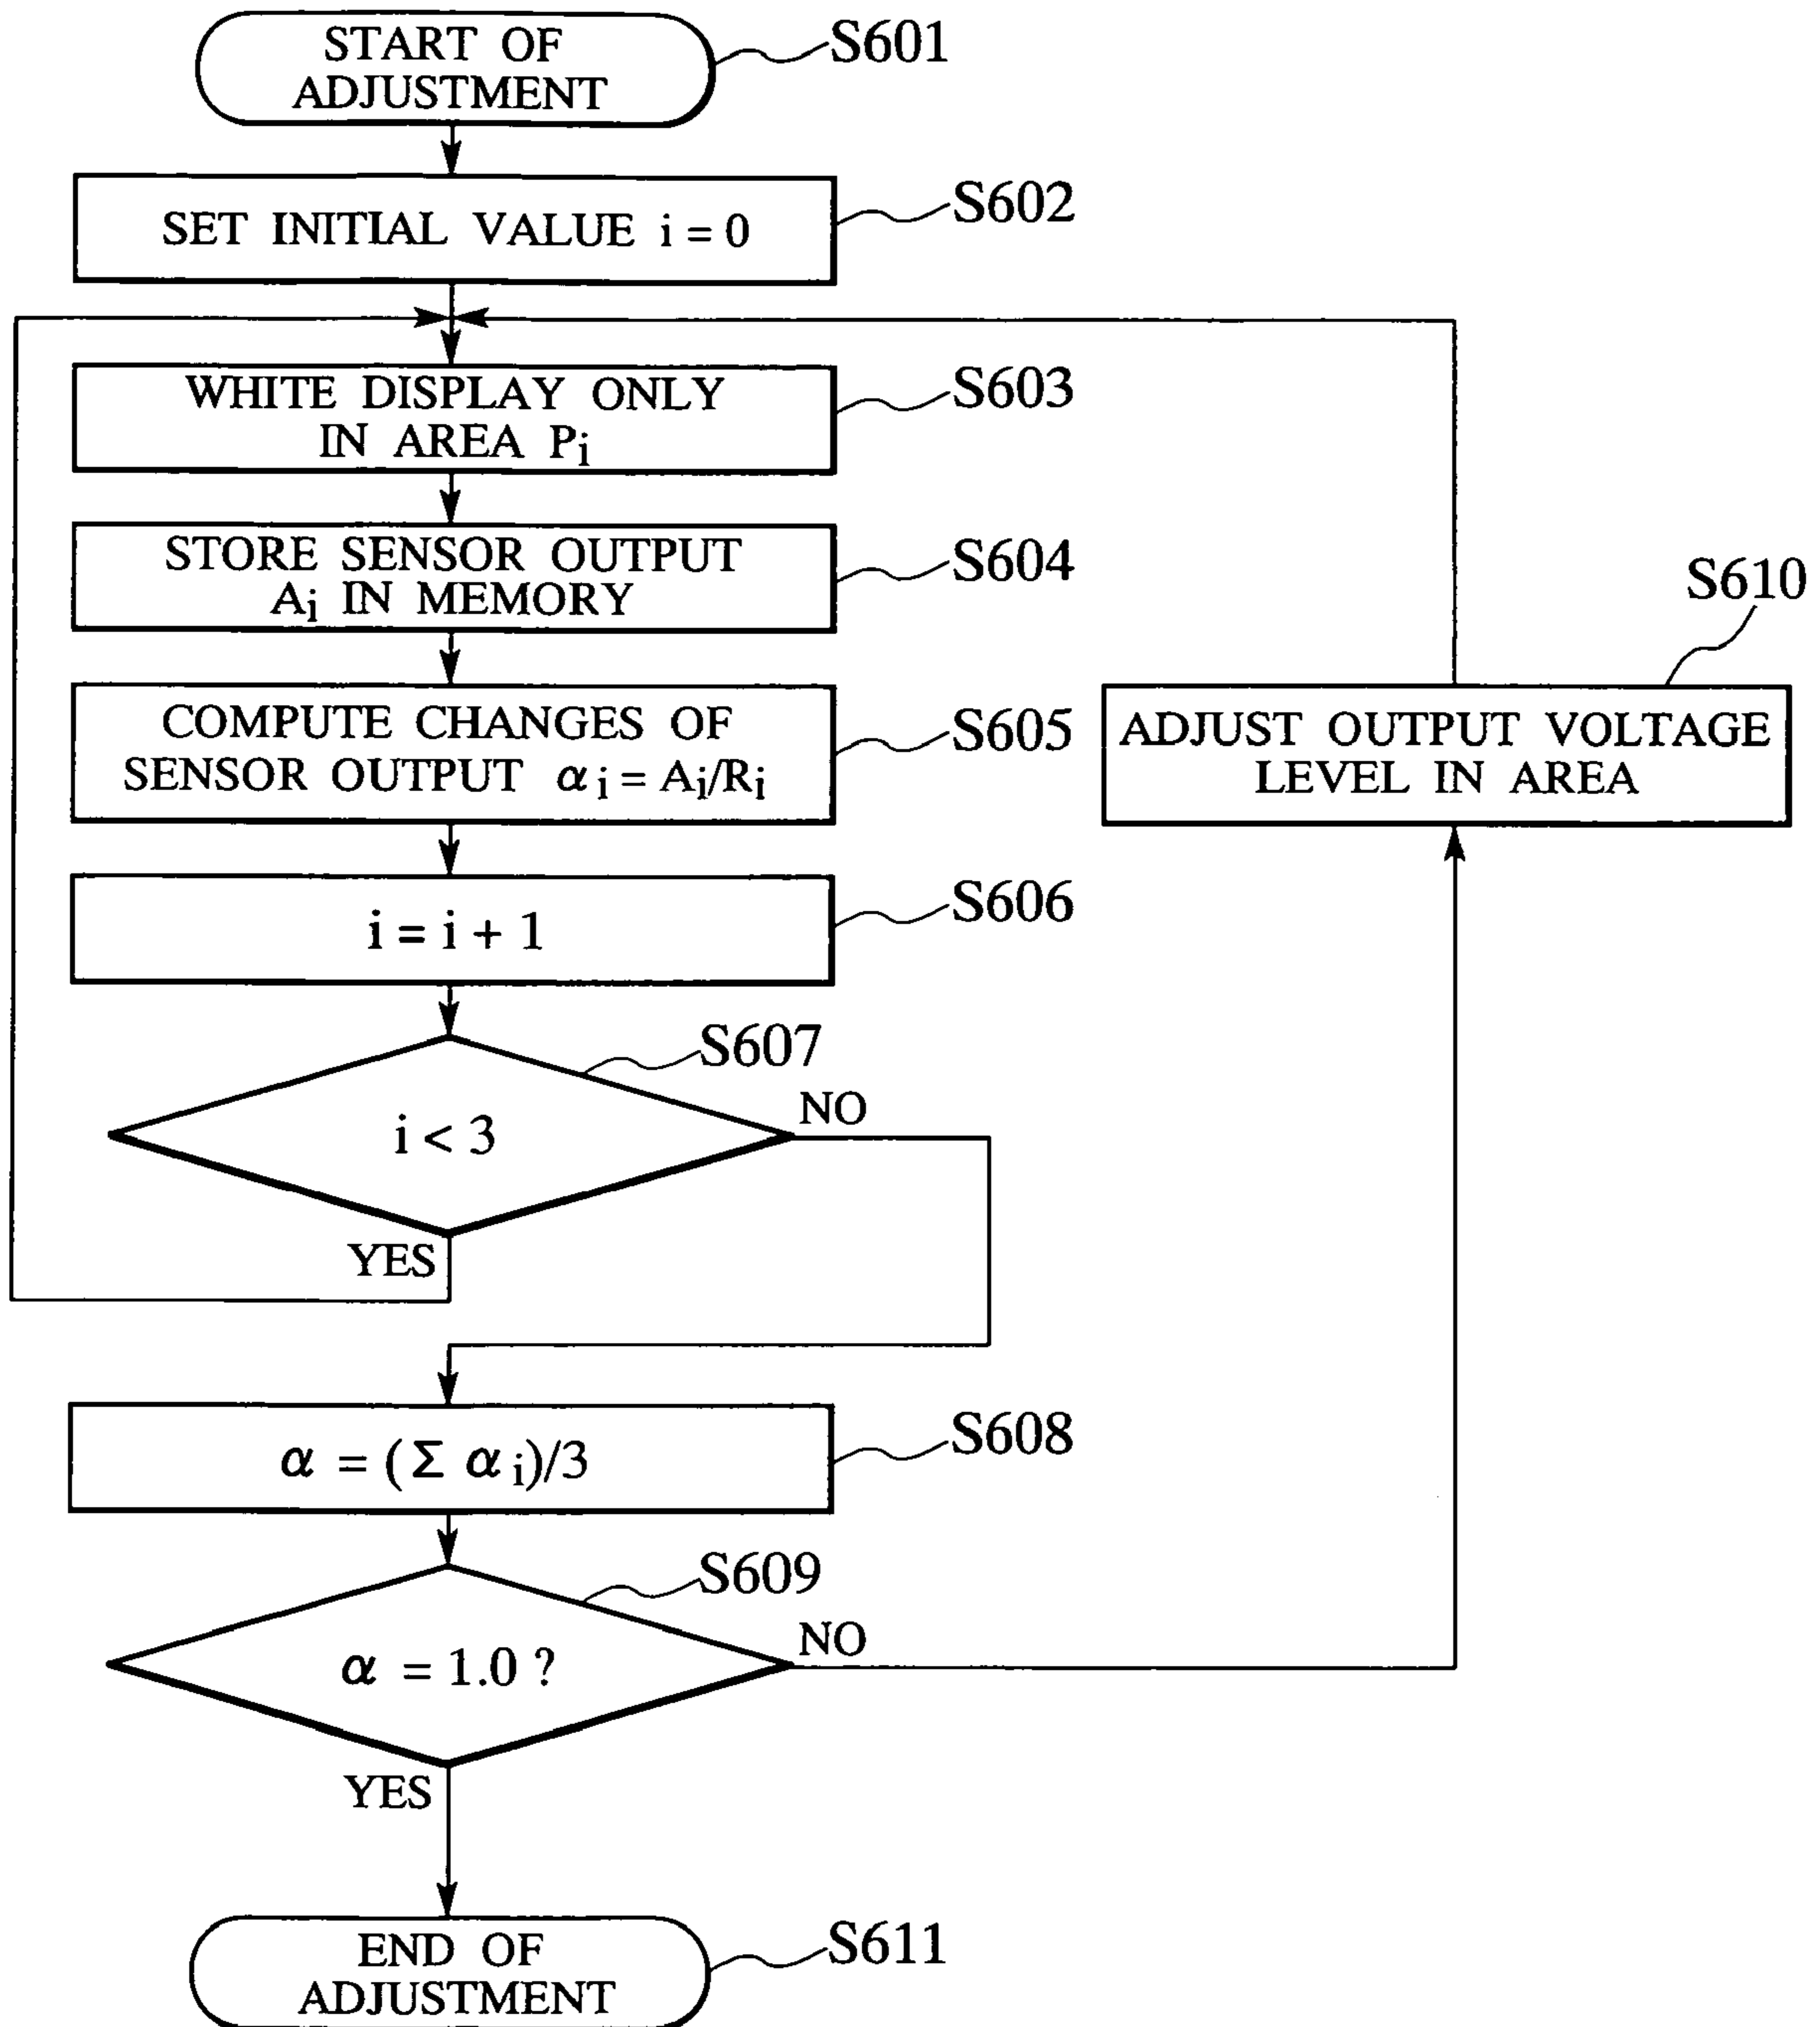 START OF
ADJUSTMENT
S601
SET INITIAL VALUE i = 0
S602
WHITE DISPLAY ONLY
IN AREA Pi
S603
STORE SENSOR OUTPUT
Ai IN MEMORY
S604
COMPUTE CHANGES OF
SENSOR OUTPUT α i = Ai/Ri
S605
S610
ADJUST OUTPUT VOLTAGE
LEVEL IN AREA
i = i + 1
S606
S607
i < 3
NO
YES
α = ( Σ α i)/3
S608
S609
α = 1.0 ?
NO
YES
END OF
ADJUSTMENT
S611